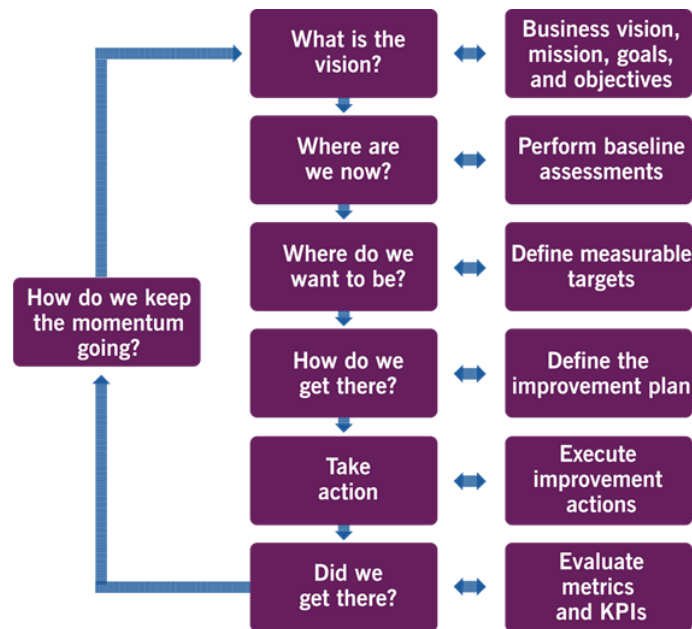 What is the
vision?
Business vision,
mission, goals,
and objectives
Where are
we now?
Perform baseline
assessments
Where do we
want to be?
Define measurable
targets
How do we keep
the momentum
going?
How do we
get there?
Define the
improvement plan
Take
action
Execute
improvement
actions
Did we
get there?
Evaluate
metrics
and KPIs